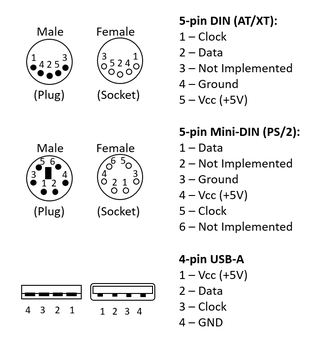 Male Female
1 4 2 5 3
3 5 2 4 1
(Plug) (Socket)
5-pin DIN (AT/XT):
1 – Clock
2 – Data
3 – Not Implemented
4 – Ground
5 – Vcc (+5V)
Male Female
5 6
3 4
1 2
6 5
4 3
2 1
(Plug) (Socket)
5-pin Mini-DIN (PS/2):
1 – Data
2 – Not Implemented
3 – Ground
4 – Vcc (+5V)
5 – Clock
6 – Not Implemented
4 3 2 1
1 2 3 4
4-pin USB-A
1 – Vcc (+5V)
2 – Data
3 – Clock
4 – GND